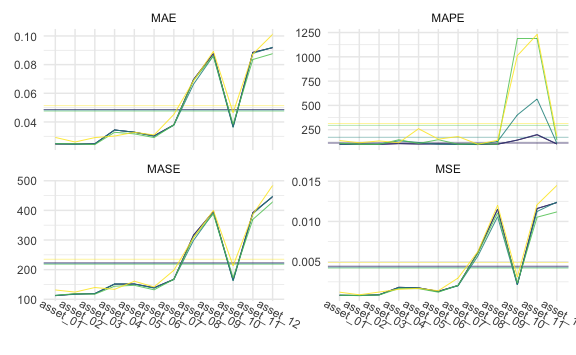 MAE
MAPE
0.10
0.08
0.06
0.04
1250
1000
750
500
250
MASE
MSE
500
400
300
200
100
0.015
0.010
0.005
asset_01
asset_02
asset_03
asset_04
asset_05
asset_06
asset_07
asset_08
asset_09
asset_10
asset_11
asset_12
asset_01
asset_02
asset_03
asset_04
asset_05
asset_06
asset_07
asset_08
asset_09
asset_10
asset_11